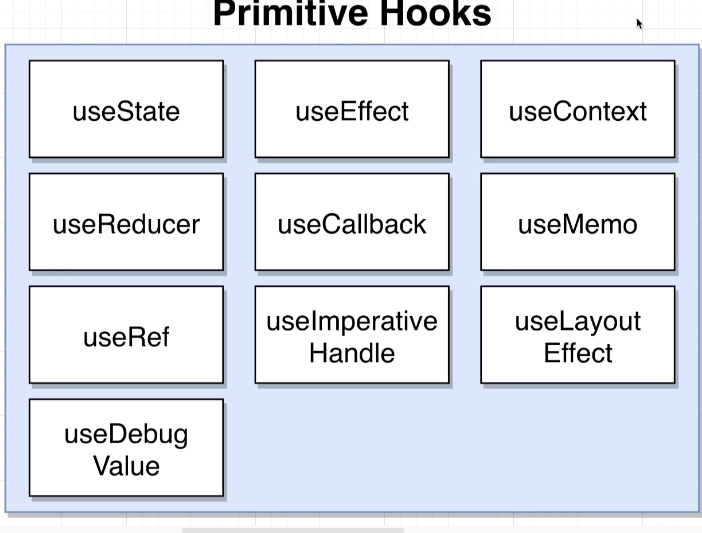 Primitive Hooks
useState
useEffect
useContext
useReducer
useCallback
useMemo
useRef
useImperative
Handle
useLayout
Effect
useDebug
Value